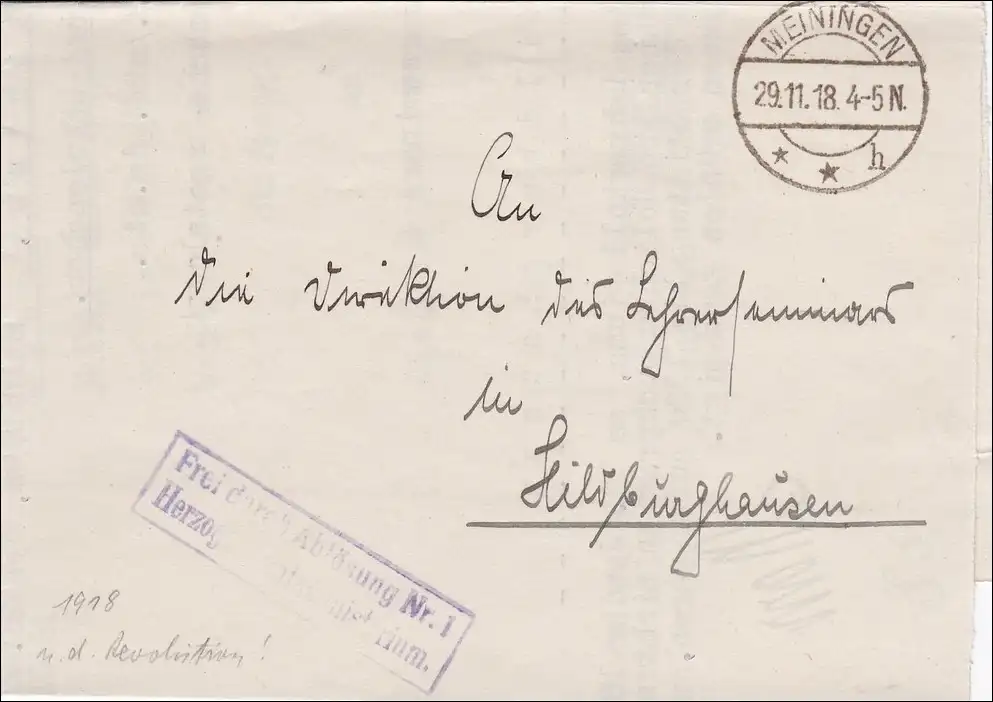 MEININGEN
29.11.18. 4-5 N.
* * h
An
die Direktion des Lehrerseminars
in
Hildburghausen
Frei durch Ablösung Nr. 1
Herzog
1918
n. d. Revolution!